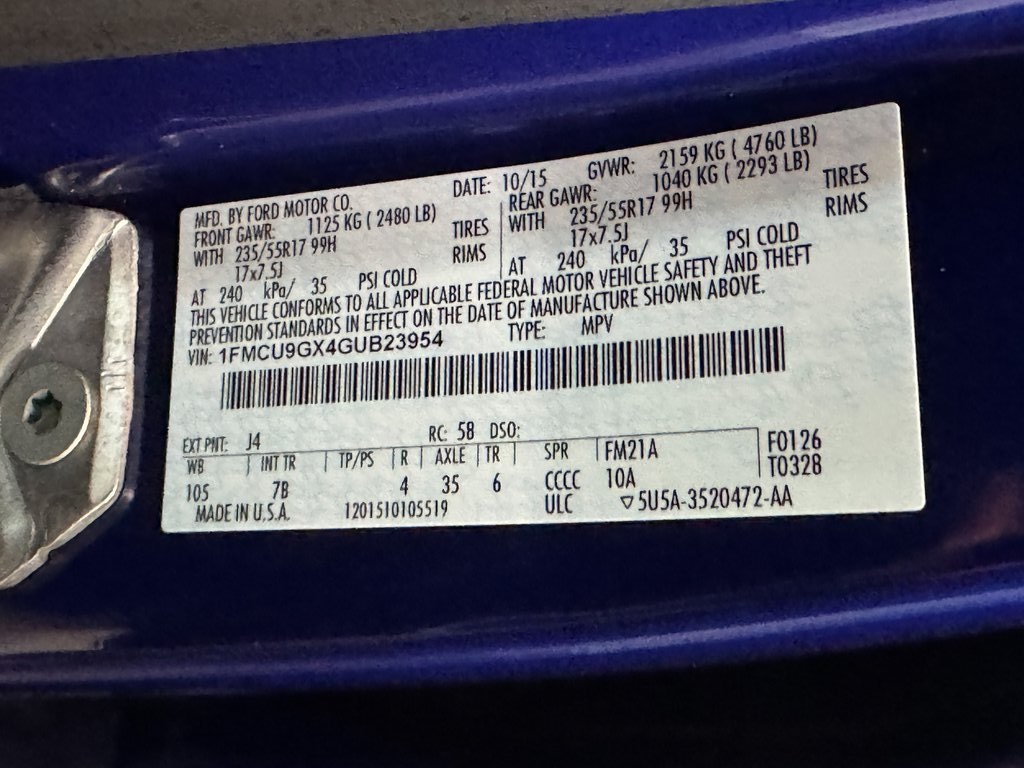 MFD. BY FORD MOTOR CO.
DATE: 10/15 GVWR: 2159 KG ( 4760 LB)
FRONT GAWR: 1125 KG ( 2480 LB)
WITH 235/55R17 99H TIRES
17x7.5J RIMS
AT 240 kPa/ 35 PSI COLD
REAR GAWR: 1040 KG ( 2293 LB)
WITH 235/55R17 99H TIRES
17x7.5J RIMS
AT 240 kPa/ 35 PSI COLD
THIS VEHICLE CONFORMS TO ALL APPLICABLE FEDERAL MOTOR VEHICLE SAFETY AND THEFT
PREVENTION STANDARDS IN EFFECT ON THE DATE OF MANUFACTURE SHOWN ABOVE.
VIN: 1FMCU9GX4GUB23954 TYPE: MPV
EXT PNT: J4 RC: 58 DSO:
WB INT TR TP/PS R AXLE TR SPR FM21A F0126
105 7B 4 35 6 CCCC 10A T0328
MADE IN U.S.A. 1201510105519 ULC ▽5U5A-3520472-AA